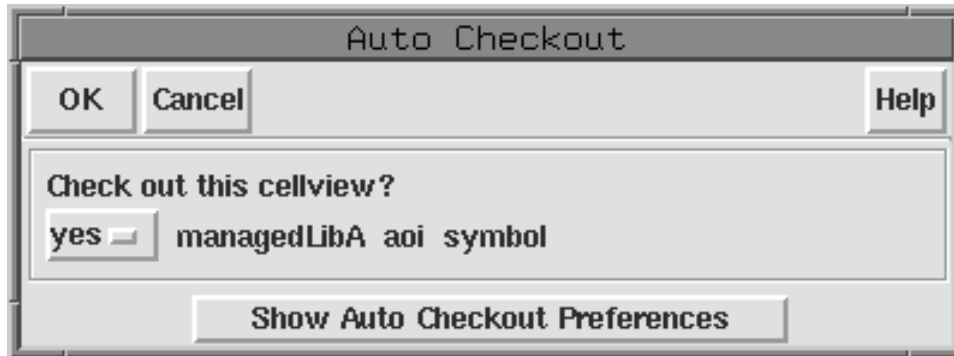 Auto Checkout
OK Cancel Help
Check out this cellview?
yes managedLibA aoi symbol
Show Auto Checkout Preferences